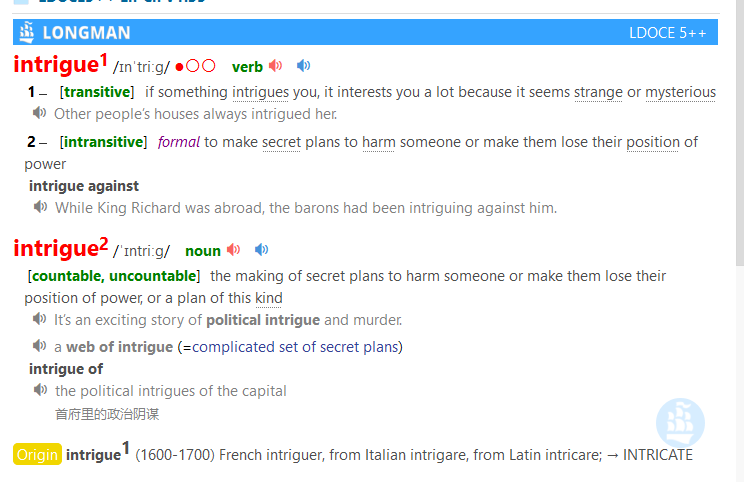 LONGMAN LDOCE 5++
intrigue1 /ɪnˈtriːɡ/ ●○○ verb
1 – [transitive] if something intrigues you, it interests you a lot because it seems strange or mysterious
Other people’s houses always intrigued her.
2 – [intransitive] formal to make secret plans to harm someone or make them lose their position of
power
intrigue against
While King Richard was abroad, the barons had been intriguing against him.
intrigue2 /ˈɪntriːɡ/ noun
[countable, uncountable] the making of secret plans to harm someone or make them lose their
position of power, or a plan of this kind
It’s an exciting story of political intrigue and murder.
a web of intrigue (=complicated set of secret plans)
intrigue of
the political intrigues of the capital
首府里的政治阴谋
Origin intrigue1 (1600-1700) French intriguer, from Italian intrigare, from Latin intricare; → INTRICATE